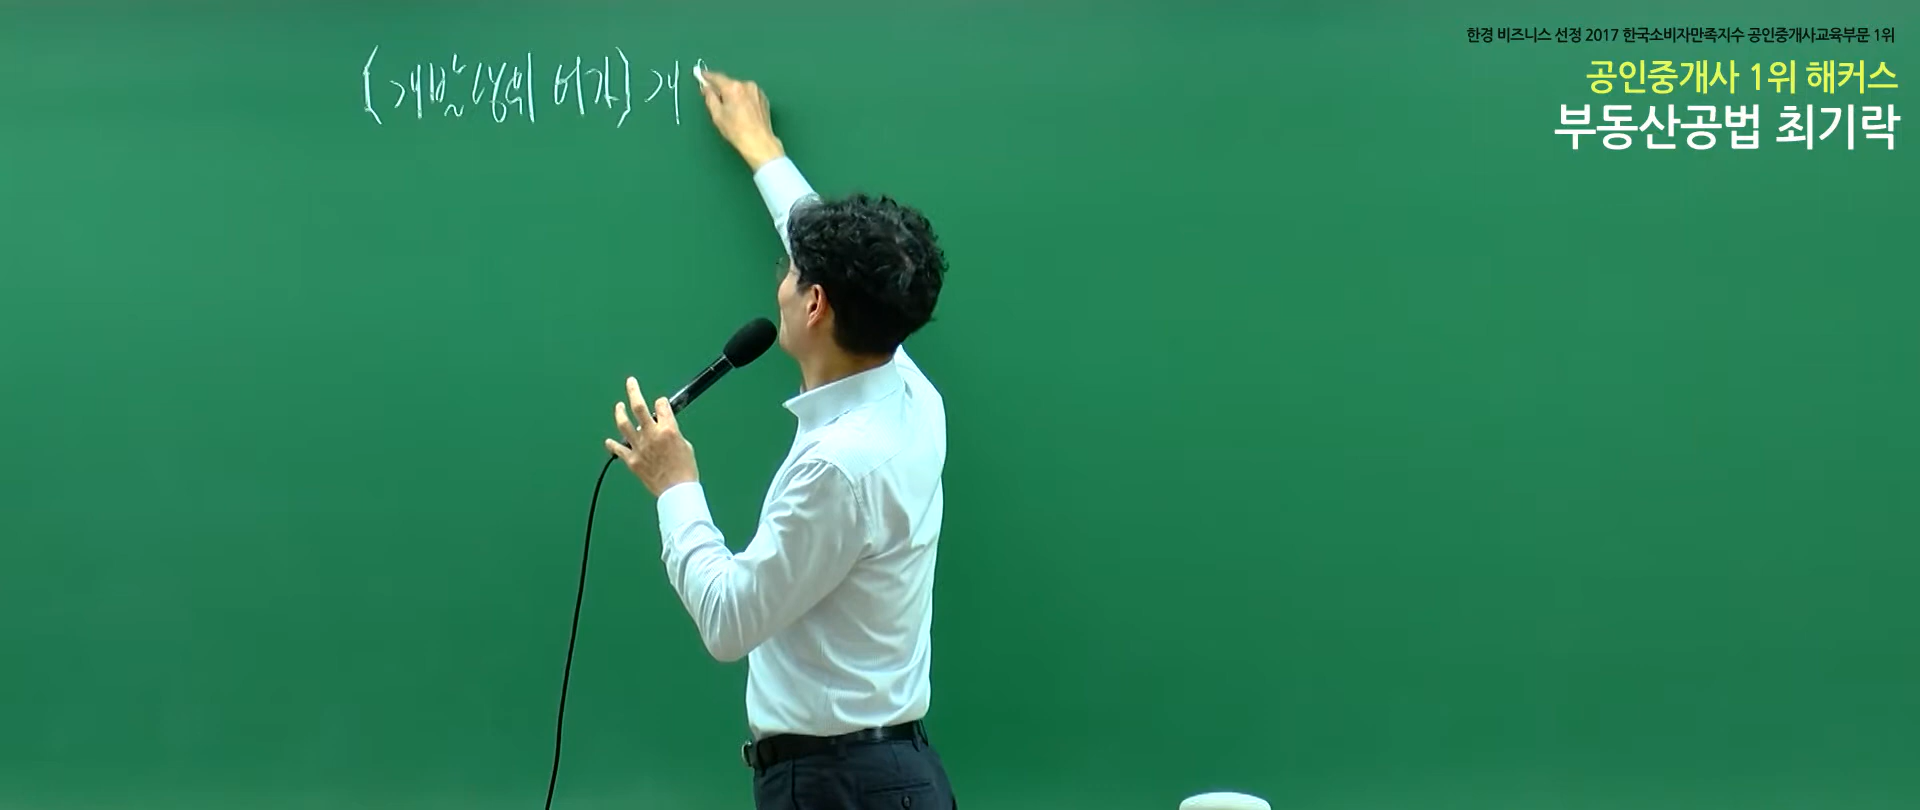 한경 비즈니스 선정 2017 한국소비자만족지수 공인중개사교육부문 1위
공인중개사 1위 해커스
부동산공법 최기락
[개발행위 허가] 개